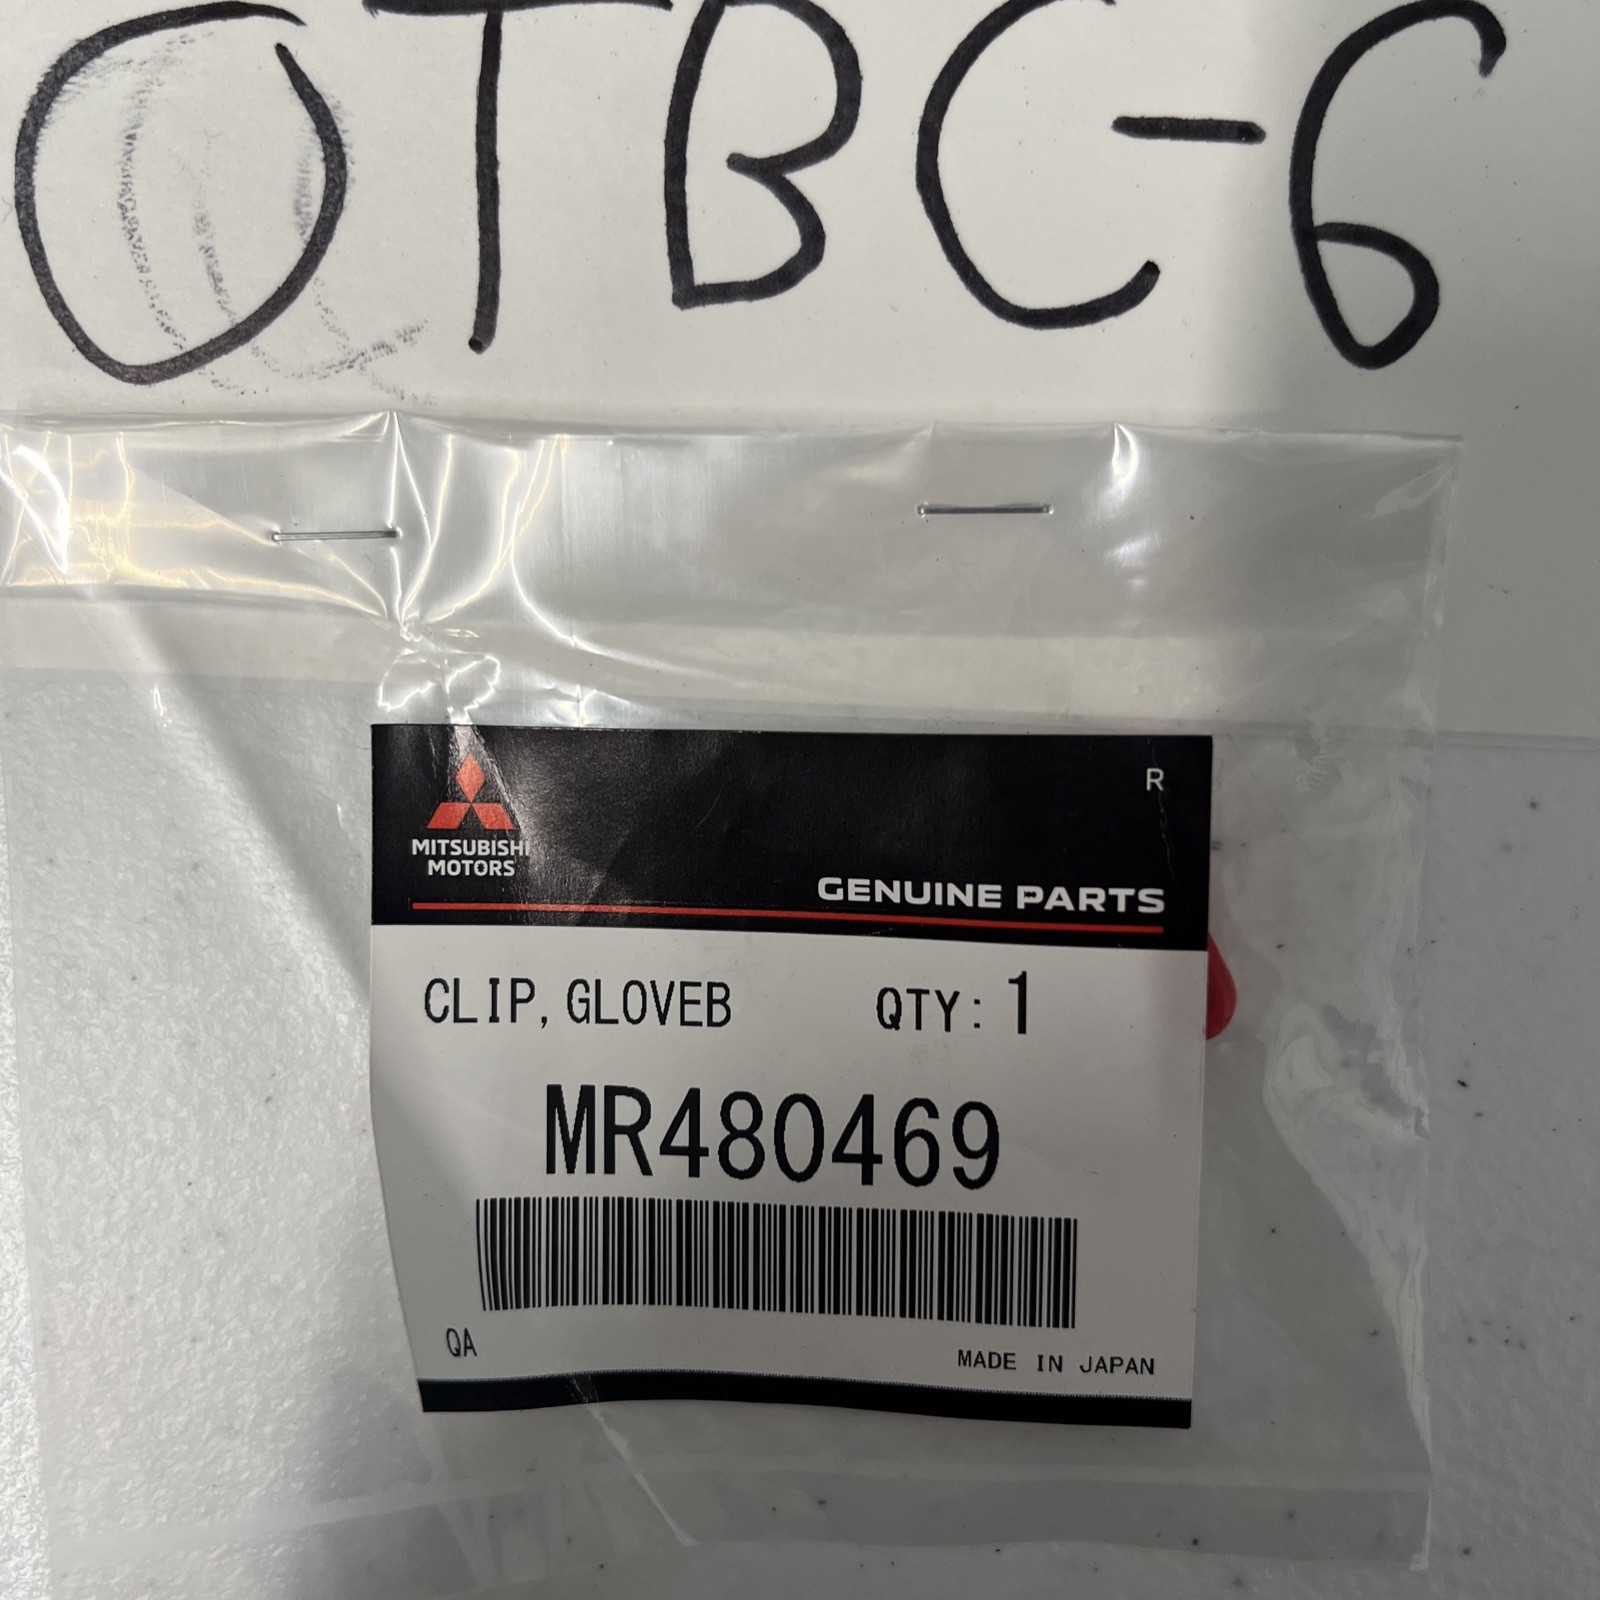 OTBC-6
R
MITSUBISHI
MOTORS
GENUINE PARTS
CLIP, GLOVEB QTY: 1
MR480469
QA MADE IN JAPAN